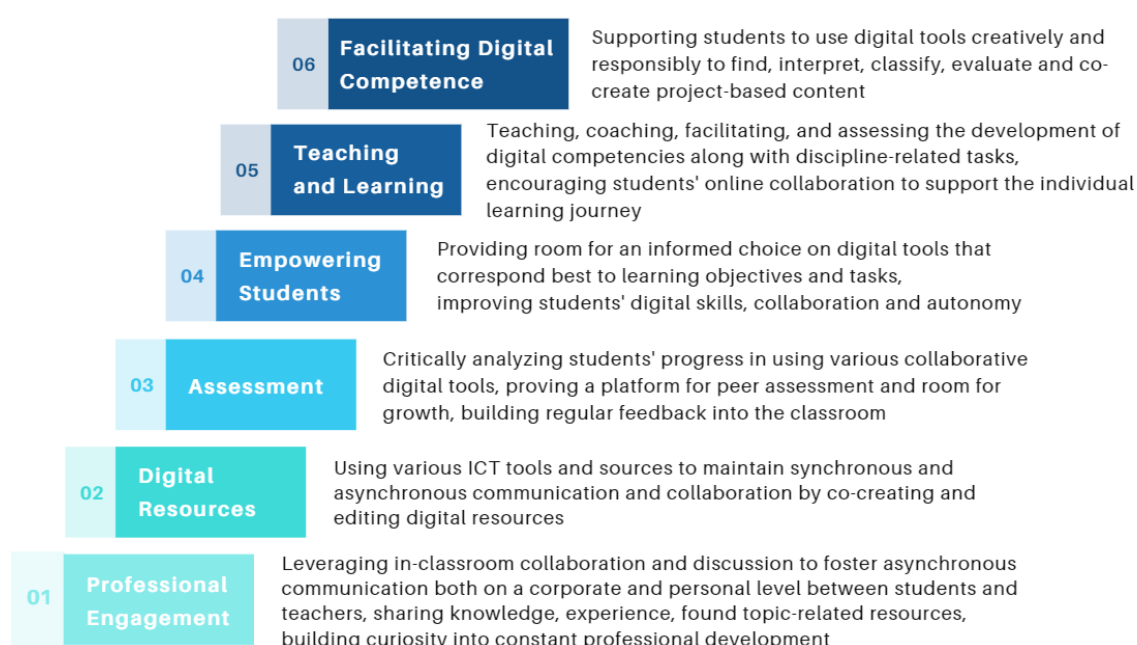 06
Facilitating Digital
Competence
Supporting students to use digital tools creatively and
responsibly to find, interpret, classify, evaluate and co-
create project-based content
05
Teaching
and Learning
Teaching, coaching, facilitating, and assessing the development of
digital competencies along with discipline-related tasks,
encouraging students' online collaboration to support the individual
learning journey
04
Empowering
Students
Providing room for an informed choice on digital tools that
correspond best to learning objectives and tasks,
improving students' digital skills, collaboration and autonomy
03
Assessment
Critically analyzing students' progress in using various collaborative
digital tools, proving a platform for peer assessment and room for
growth, building regular feedback into the classroom
02
Digital
Resources
Using various ICT tools and sources to maintain synchronous and
asynchronous communication and collaboration by co-creating and
editing digital resources
01
Professional
Engagement
Leveraging in-classroom collaboration and discussion to foster asynchronous
communication both on a corporate and personal level between students and
teachers, sharing knowledge, experience, found topic-related resources,
building curiosity into constant professional development